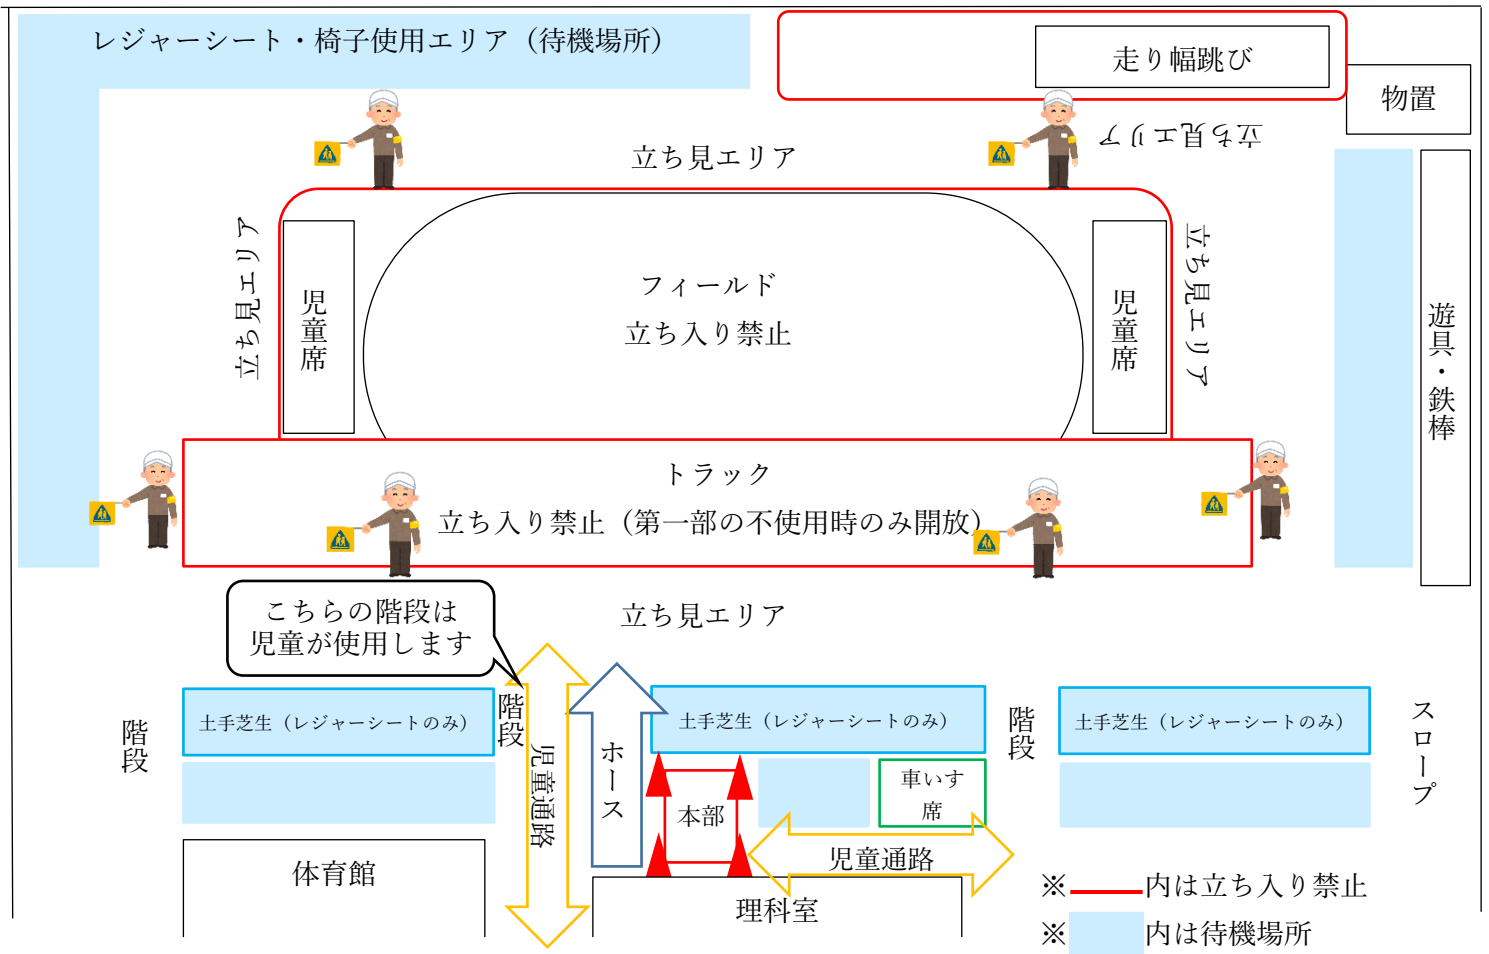 レジャーシート・椅子使用エリア（待機場所）
走り幅跳び
物置
立ち見エリア
立ち見エリア
立ち見エリア
立ち見エリア
児童席
フィールド
立ち入り禁止
児童席
遊具・鉄棒
トラック
立ち入り禁止（第一部の不使用時のみ開放）
こちらの階段は
児童が使用します
立ち見エリア
階段
土手芝生（レジャーシートのみ）
階段
児童通路
ホース
土手芝生（レジャーシートのみ）
階段
土手芝生（レジャーシートのみ）
スロープ
本部
車いす
席
児童通路
体育館
理科室
※内は立ち入り禁止
※内は待機場所